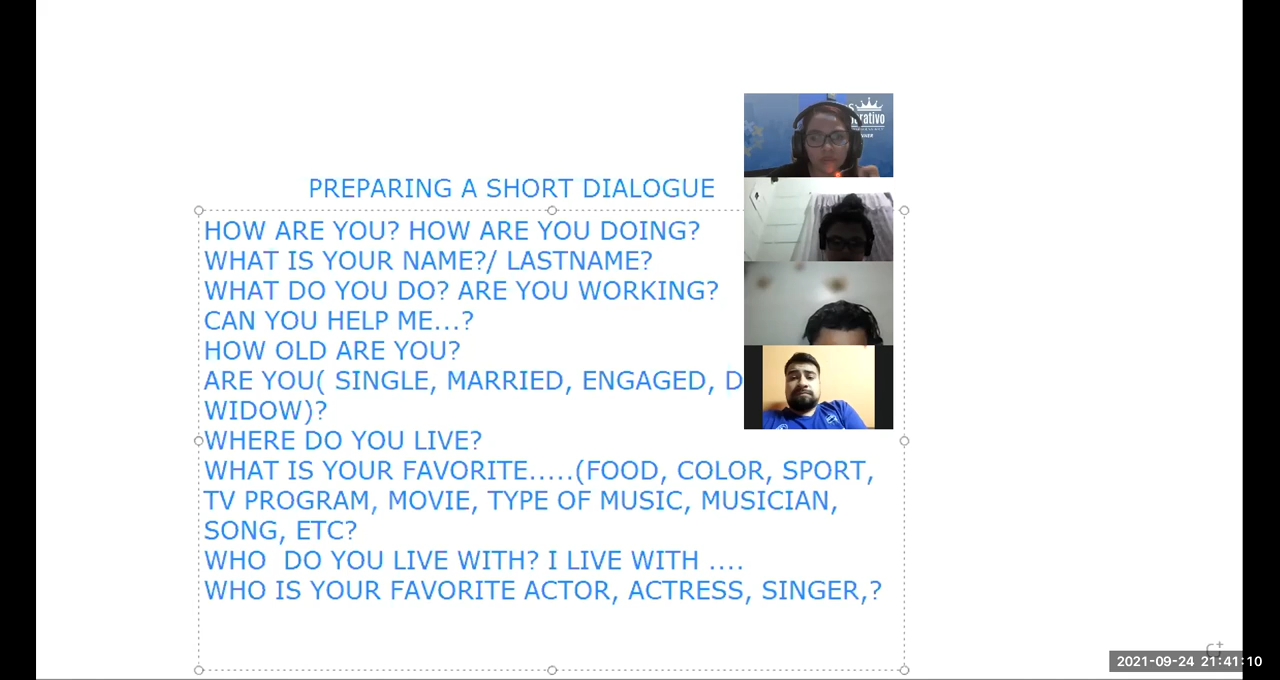 PREPARING A SHORT DIALOGUE
HOW ARE YOU? HOW ARE YOU DOING?
WHAT IS YOUR NAME?/ LASTNAME?
WHAT DO YOU DO? ARE YOU WORKING?
CAN YOU HELP ME...?
HOW OLD ARE YOU?
ARE YOU( SINGLE, MARRIED, ENGAGED, D
WIDOW)?
WHERE DO YOU LIVE?
WHAT IS YOUR FAVORITE.....(FOOD, COLOR, SPORT,
TV PROGRAM, MOVIE, TYPE OF MUSIC, MUSICIAN,
SONG, ETC?
WHO  DO YOU LIVE WITH? I LIVE WITH ....
WHO IS YOUR FAVORITE ACTOR, ACTRESS, SINGER,?
2021-09-24 21:41:10